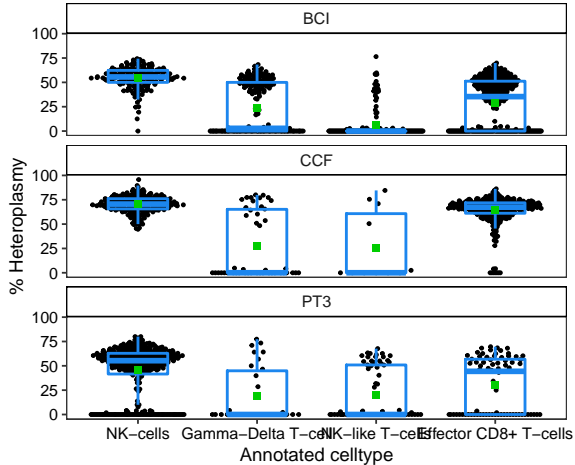 BCI
100
75
50
25
0
CCF
100
75
50
25
0
PT3
100
75
50
25
0
% Heteroplasmy
NK-cells Gamma-Delta T-cell NK-like T-cells Effector CD8+ T-cells
Annotated celltype